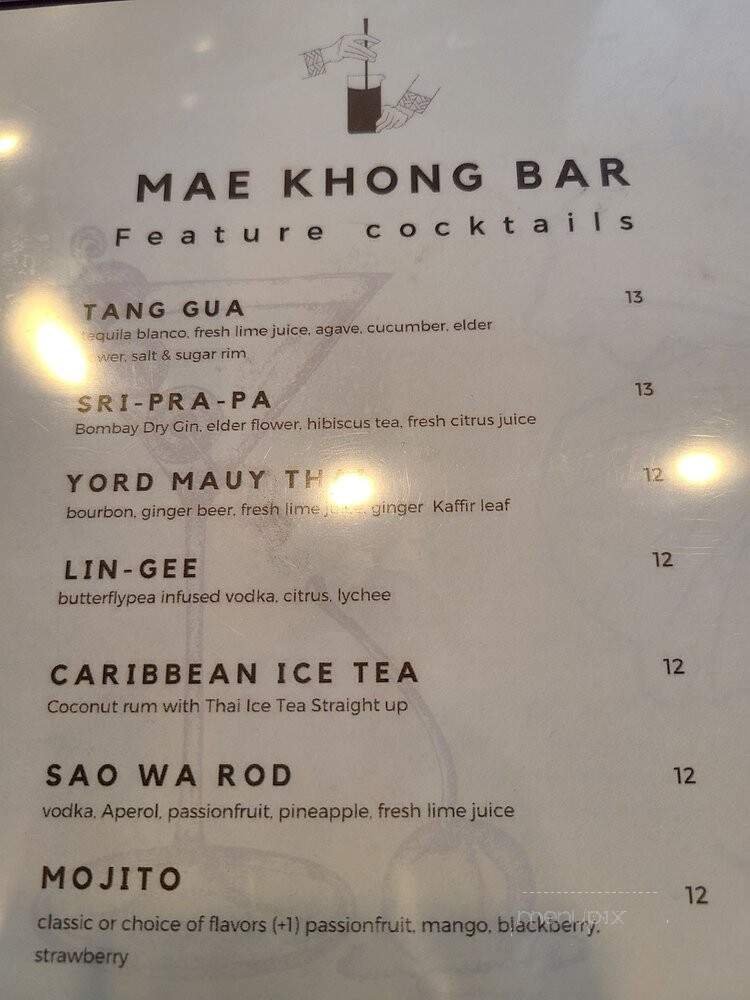 MAE KHONG BAR
Feature cocktails
TANG GUA 13
tequila blanco, fresh lime juice, agave, cucumber, elder
salt & sugar rim
SRI-PRA-PA 13
Bombay Dry Gin, elder flower, hibiscus tea, fresh citrus juice
YORD MAUY 12
bourbon, ginger beer, fresh lime juice, ginger Kaffir leaf
LIN-GEE 12
butterflypea infused vodka, citrus, lychee
CARIBBEAN ICE TEA 12
Coconut rum with Thai Ice Tea Straight up
SAO WA ROD 12
vodka, Aperol, passionfruit, pineapple, fresh lime juice
MOJITO 12
classic or choice of flavors (+1) passionfruit, mango, blackberry,
strawberry
menupix